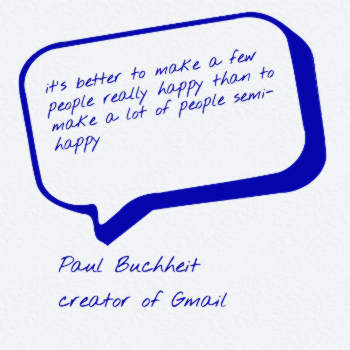 it's better to make a few
people really happy than to
make a lot of people semi-
happy
Paul Buchheit
creator of Gmail